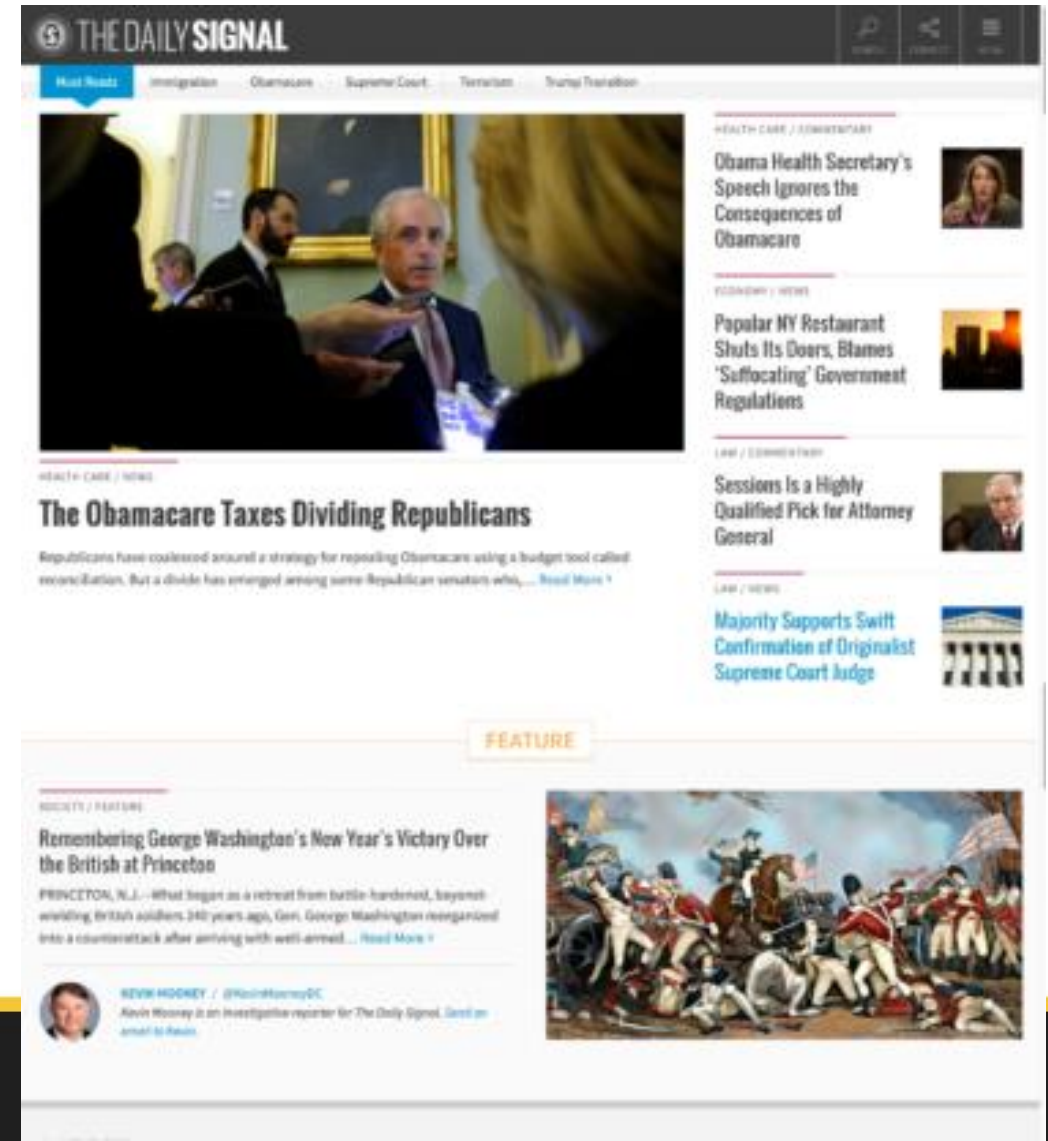 THE DAILY SIGNAL
Must Reads Immigration Obamacare Supreme Court Terrorism Trump Transition
HEALTH CARE / NEWS
The Obamacare Taxes Dividing Republicans
Republicans have coalesced around a strategy for repealing Obamacare using a budget tool called
reconciliation. But a divide has emerged among some Republican senators who,... Read More
HEALTH CARE / COMMENTARY
Obama Health Secretary's
Speech Ignores the
Consequences of
Obamacare
ECONOMY / NEWS
Popular NY Restaurant
Shuts Its Doors, Blames
'Suffocating' Government
Regulations
LAW / COMMENTARY
Sessions Is a Highly
Qualified Pick for Attorney
General
LAW / NEWS
Majority Supports Swift
Confirmation of Originalist
Supreme Court Judge
FEATURE
SOCIETY / FEATURE
Remembering George Washington's New Year's Victory Over
the British at Princeton
PRINCETON, N.J.--What began as a retreat from battle-hardened, bayonet-
wielding British soldiers 240 years ago, Gen. George Washington reorganized
into a counterattack after arriving with well-armed... Read More
KEVIN MOONEY / @KevinMooneyDC
Kevin Mooney is an investigative reporter for The Daily Signal. Send an
email to Kevin.